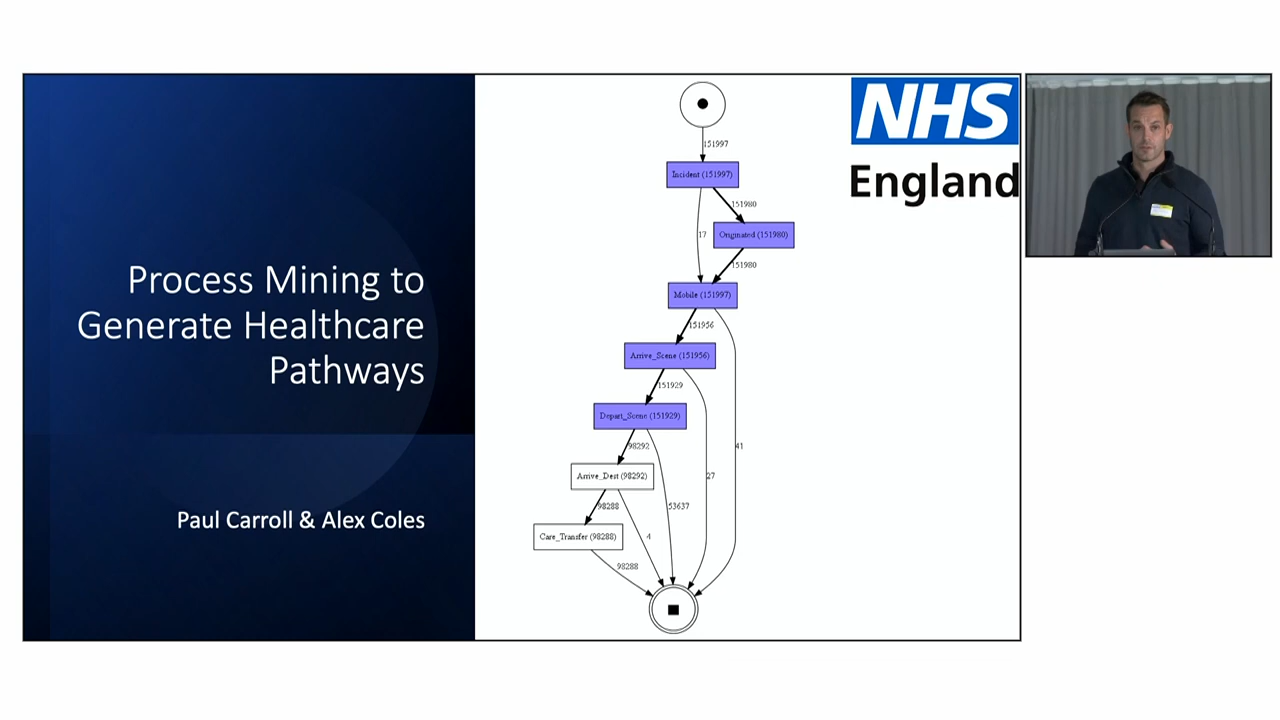 Process Mining to
Generate Healthcare
Pathways
Paul Carroll & Alex Coles
NHS
England
151997
Incident (151997)
151980
17
Originated (151980)
151980
Mobile (151997)
151956
Arrive_Scene (151956)
151929
Depart_Scene (151929)
98292
41
Arrive_Dest (98292)
27
98288
53637
Care_Transfer (98288)
4
98288